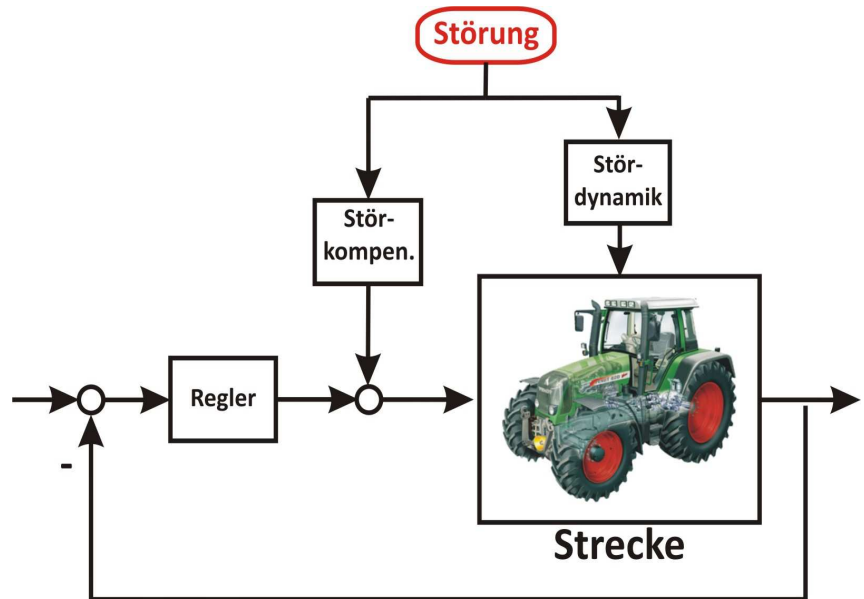 Störung
Stör-
dynamik
Stör-
kompen.
Regler
-
Strecke